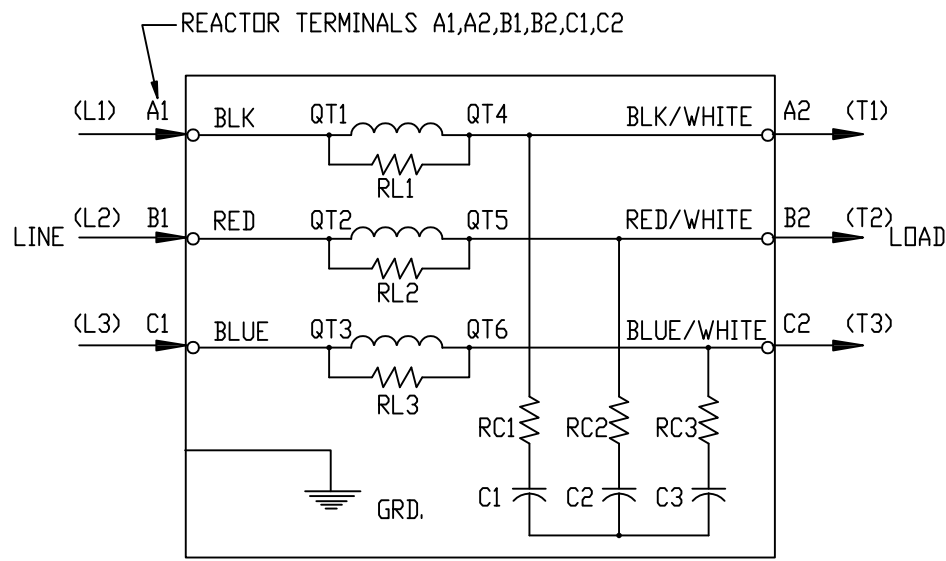 REACTOR TERMINALS A1,A2,B1,B2,C1,C2
(L1) A1 BLK QT1 QT4 BLK/WHITE A2 (T1)
RL1
LINE (L2) B1 RED QT2 QT5 RED/WHITE B2 (T2) LOAD
RL2
(L3) C1 BLUE QT3 QT6 BLUE/WHITE C2 (T3)
RL3
RC1 RC2 RC3
C1 C2 C3
GRD.